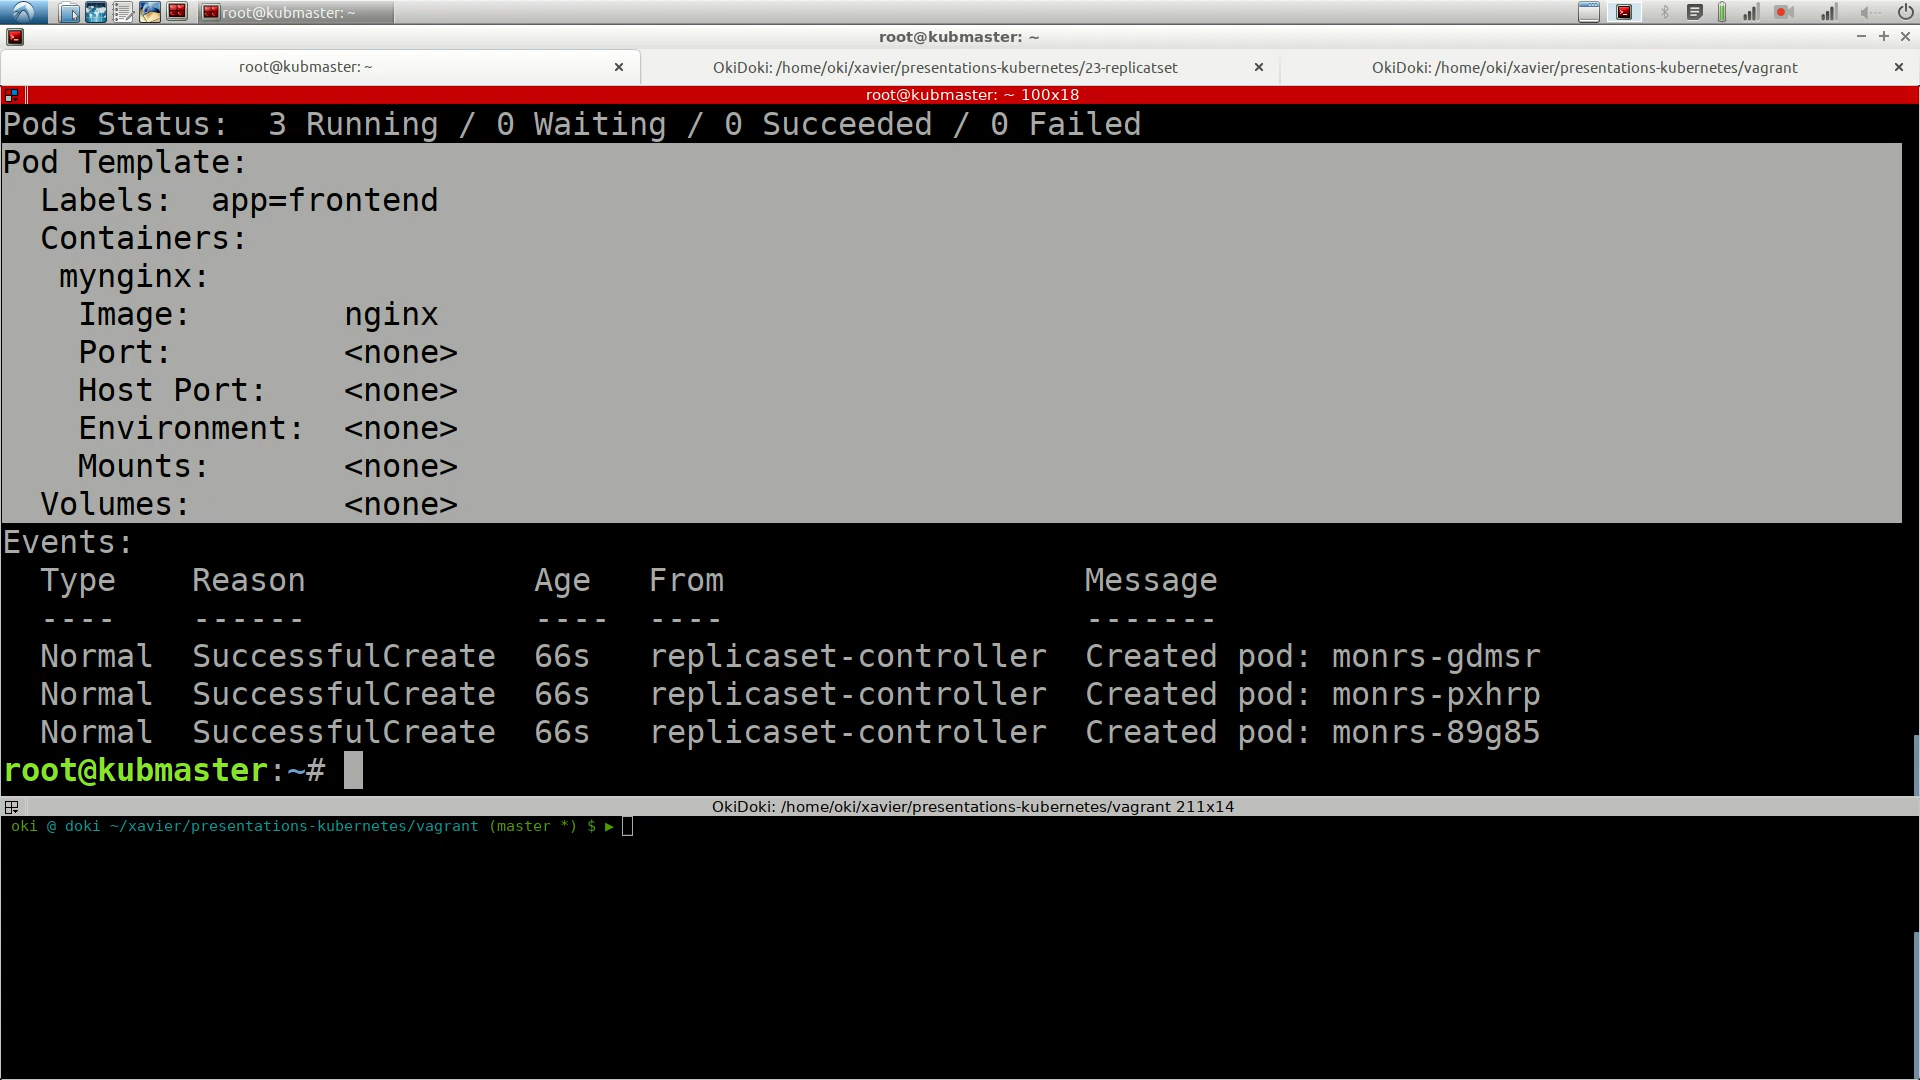 root@kubmaster: ~
root@kubmaster: ~
root@kubmaster: ~
OkiDoki: /home/oki/xavier/presentations-kubernetes/23-replicatset
OkiDoki: /home/oki/xavier/presentations-kubernetes/vagrant
root@kubmaster: ~ 100x18
Pods Status:  3 Running / 0 Waiting / 0 Succeeded / 0 Failed
Pod Template:
  Labels:  app=frontend
  Containers:
   mynginx:
    Image:        nginx
    Port:         <none>
    Host Port:    <none>
    Environment:  <none>
    Mounts:       <none>
  Volumes:        <none>
Events:
  Type    Reason            Age   From                   Message
  ----    ------            ----  ----                   -------
  Normal  SuccessfulCreate  66s   replicaset-controller  Created pod: monrs-gdmsr
  Normal  SuccessfulCreate  66s   replicaset-controller  Created pod: monrs-pxhrp
  Normal  SuccessfulCreate  66s   replicaset-controller  Created pod: monrs-89g85
root@kubmaster:~#
OkiDoki: /home/oki/xavier/presentations-kubernetes/vagrant 211x14
oki @ doki ~/xavier/presentations-kubernetes/vagrant (master *) $ ▶